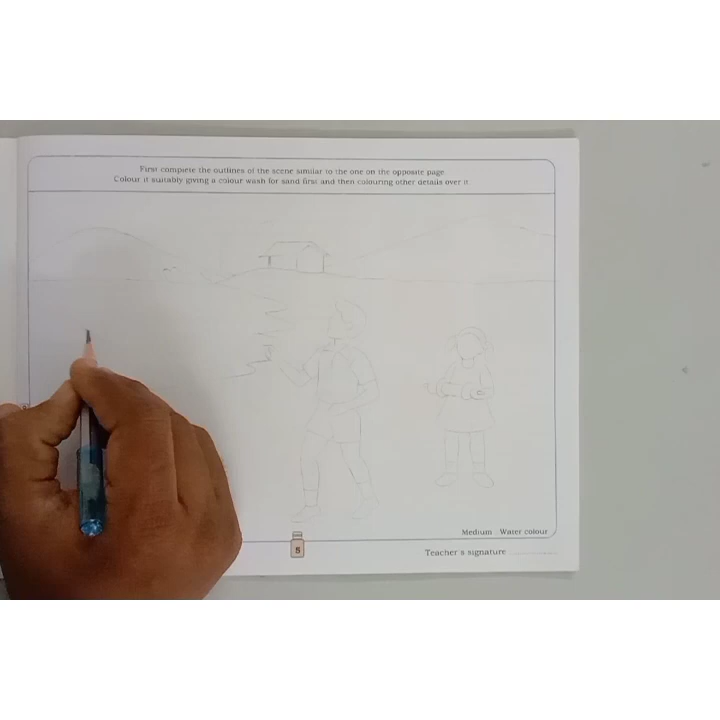 First complete the outlines of the scene similar to the one on the opposite page
Colour it suitably giving a colour wash for sand first and then colouring other details over it
Medium : Water colour
5
Teacher's signature ....................